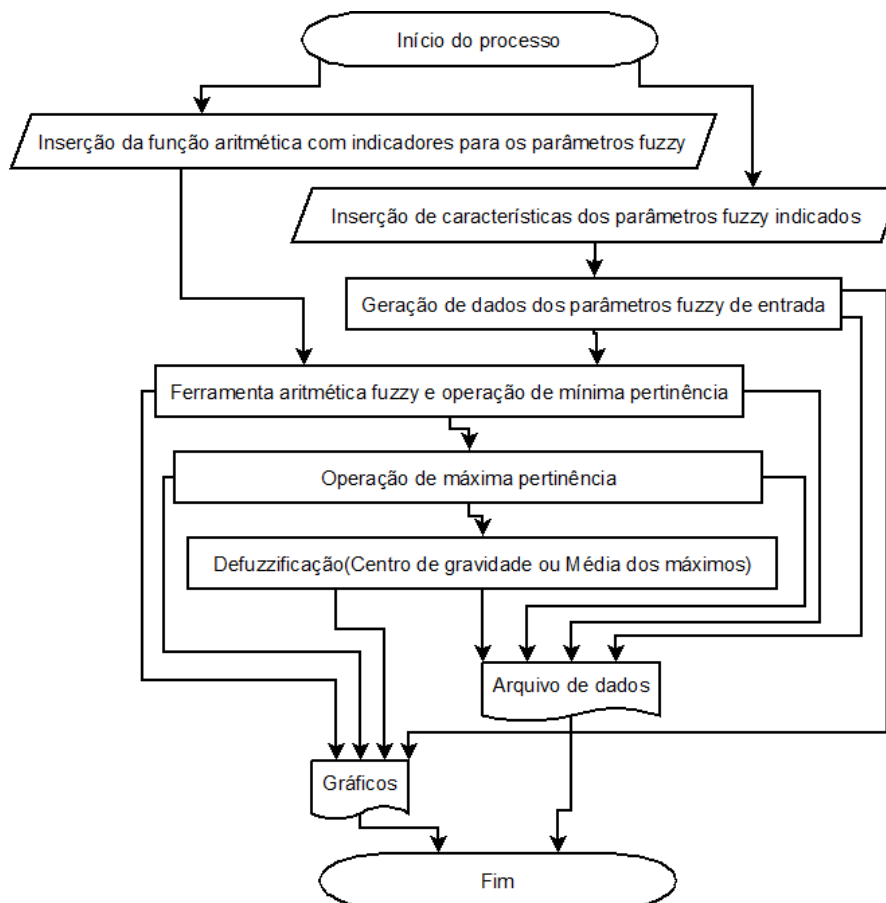 Início do processo
Inserção da função aritmética com indicadores para os parâmetros fuzzy
Inserção de características dos parâmetros fuzzy indicados
Geração de dados dos parâmetros fuzzy de entrada
Ferramenta aritmética fuzzy e operação de mínima pertinência
Operação de máxima pertinência
Defuzzificação(Centro de gravidade ou Média dos máximos)
Arquivo de dados
Gráficos
Fim